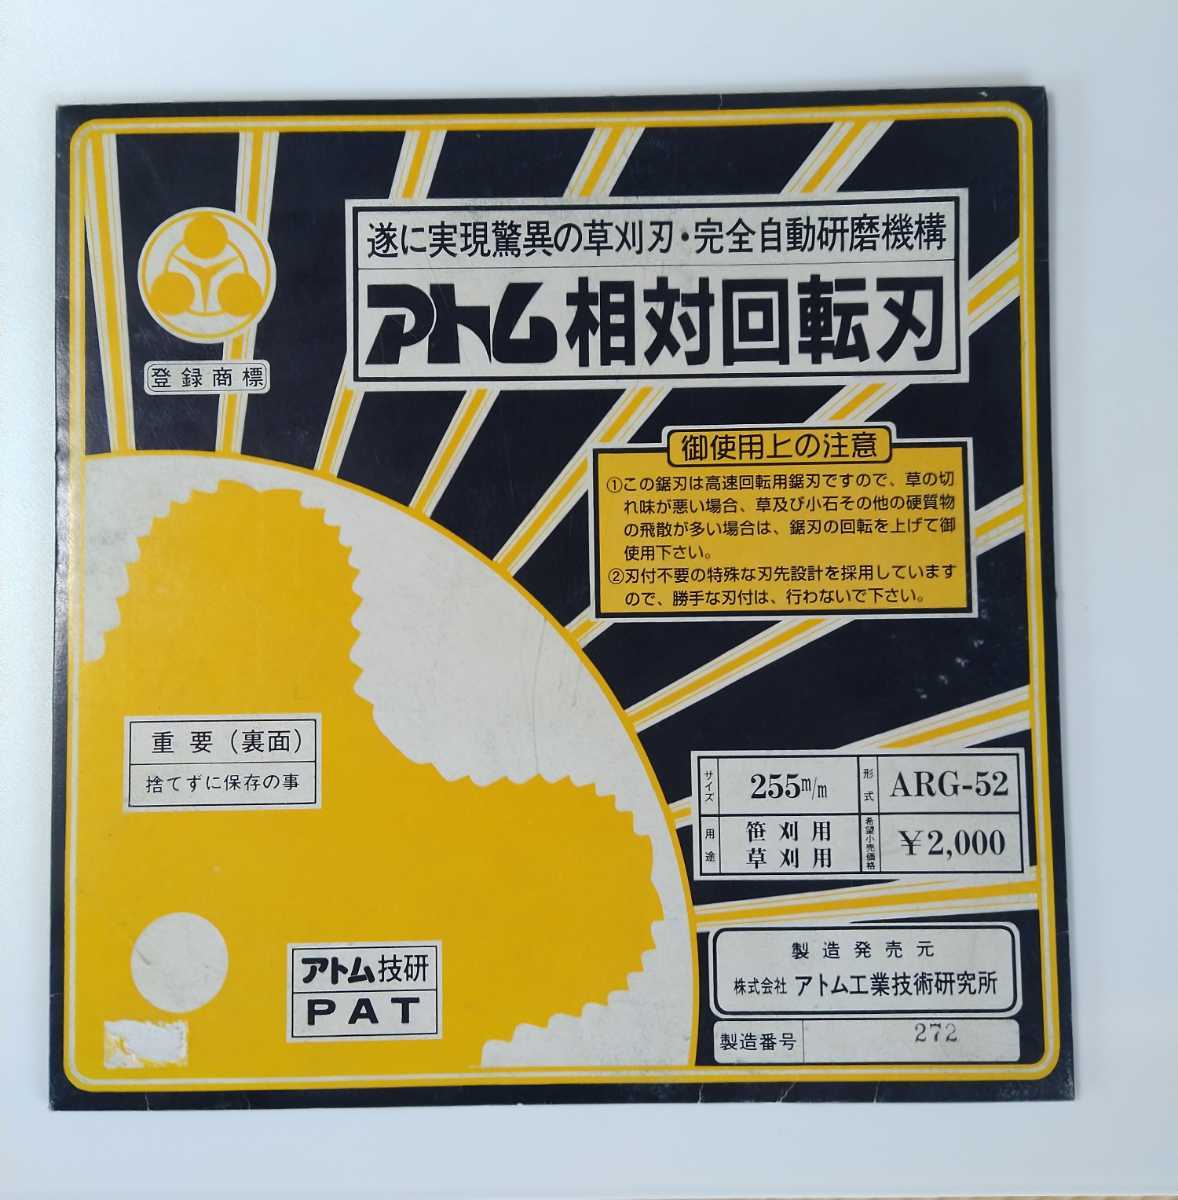 遂に実現驚異の草刈刃・完全自動研磨機構
アトム相対回転刃
登録商標
御使用上の注意
①この鋸刃は高速回転用鋸刃ですので、草の切
れ味が悪い場合、草及び小石その他の硬質物
の飛散が多い場合は、鋸刃の回転を上げて御
使用下さい。
②刃付不要の特殊な刃先設計を採用しています
ので、勝手な刃付は、行わないで下さい。
重要(裏面)
捨てずに保存の事
サイズ 255m/m 形式 ARG-52
用途 笹刈用
草刈用
希望小売価格 ¥2,000
アトム技研
PAT
製造発売元
株式会社 アトム工業技術研究所
製造番号 272